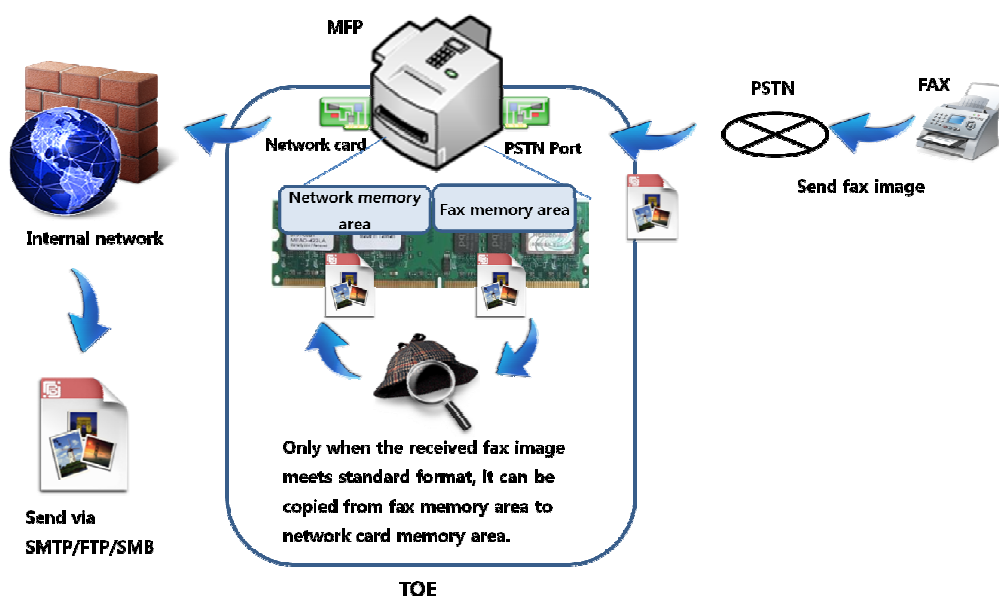 MFP
Network card
PSTN Port
PSTN
FAX
Send fax image
Network memory
area
Fax memory area
Internal network
Send via
SMTP/FTP/SMB
Only when the received fax image
meets standard format, it can be
copied from fax memory area to
network card memory area.
TOE